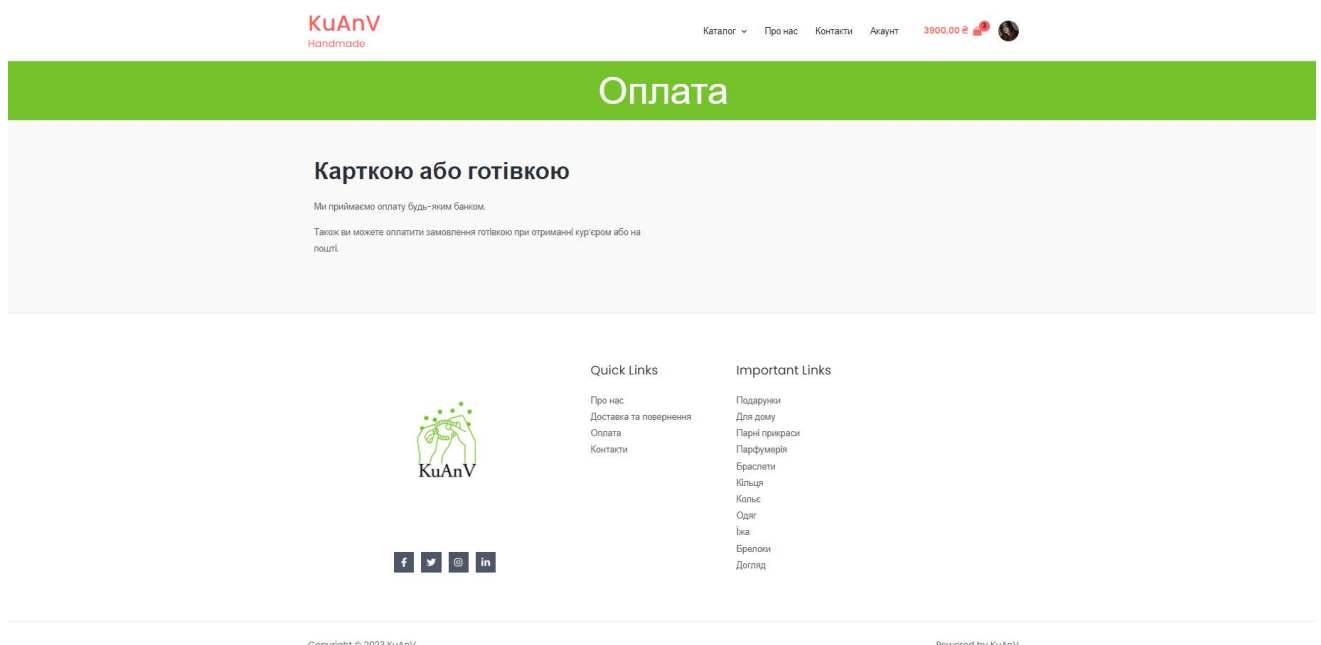 KuAnV
Handmade
Каталог Про нас Контакти Акаунт 3900,00 ₴ 3
Оплата
Карткою або готівкою
Ми приймаємо оплату будь-яким банком.
Також ви можете оплатити замовлення готівкою при отриманні кур'єром або на
пошті.
KuAnV
Quick Links
Про нас
Доставка та повернення
Оплата
Контакти
Important Links
Подарунки
Для дому
Парні прикраси
Парфумерія
Браслети
Кільця
Кольє
Одяг
Їжа
Брелоки
Догляд
Copyright © 2023 KuAnV
Powered by KuAnV